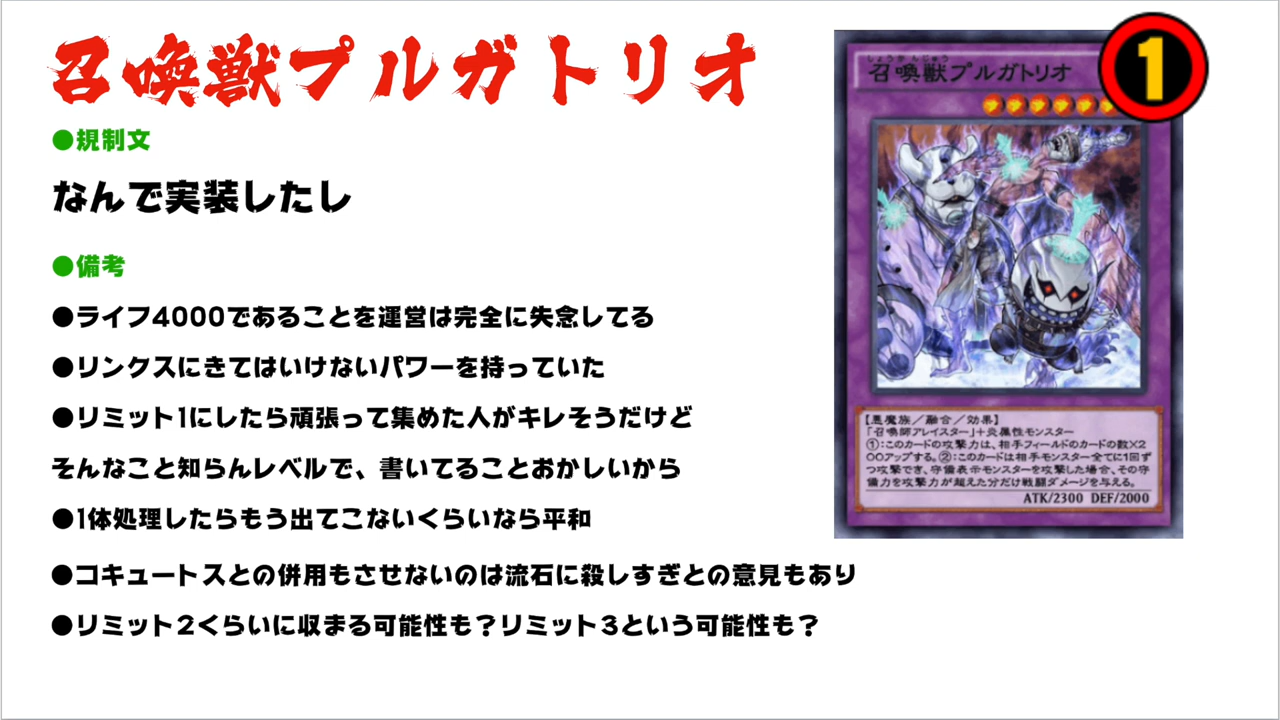 召喚獣プルガトリオ
●規制文
なんで実装したし
●備考
●ライフ4000であることを運営は完全に失念してる
●リンクスにきてはいけないパワーを持っていた
●リミット1にしたら頑張って集めた人がキレそうだけど
そんなこと知らんレベルで、書いてることおかしいから
●1体処理したらもう出てこないくらいなら平和
●コキュートスとの併用もさせないのは流石に殺しすぎとの意見もあり
●リミット2くらいに収まる可能性も?リミット3という可能性も?
1
しょうかんじゅう
召喚獣プルガトリオ
【悪魔族/融合/効果】
「召喚師アレイスター」+炎属性モンスター
①:このカードの攻撃力は、相手フィールドのカードの数×2
00アップする。②:このカードは相手モンスター全てに1回ず
つ攻撃でき、守備表示モンスターを攻撃した場合、その守
備力を攻撃力が超えた分だけ戦闘ダメージを与える。
ATK/2300 DEF/2000